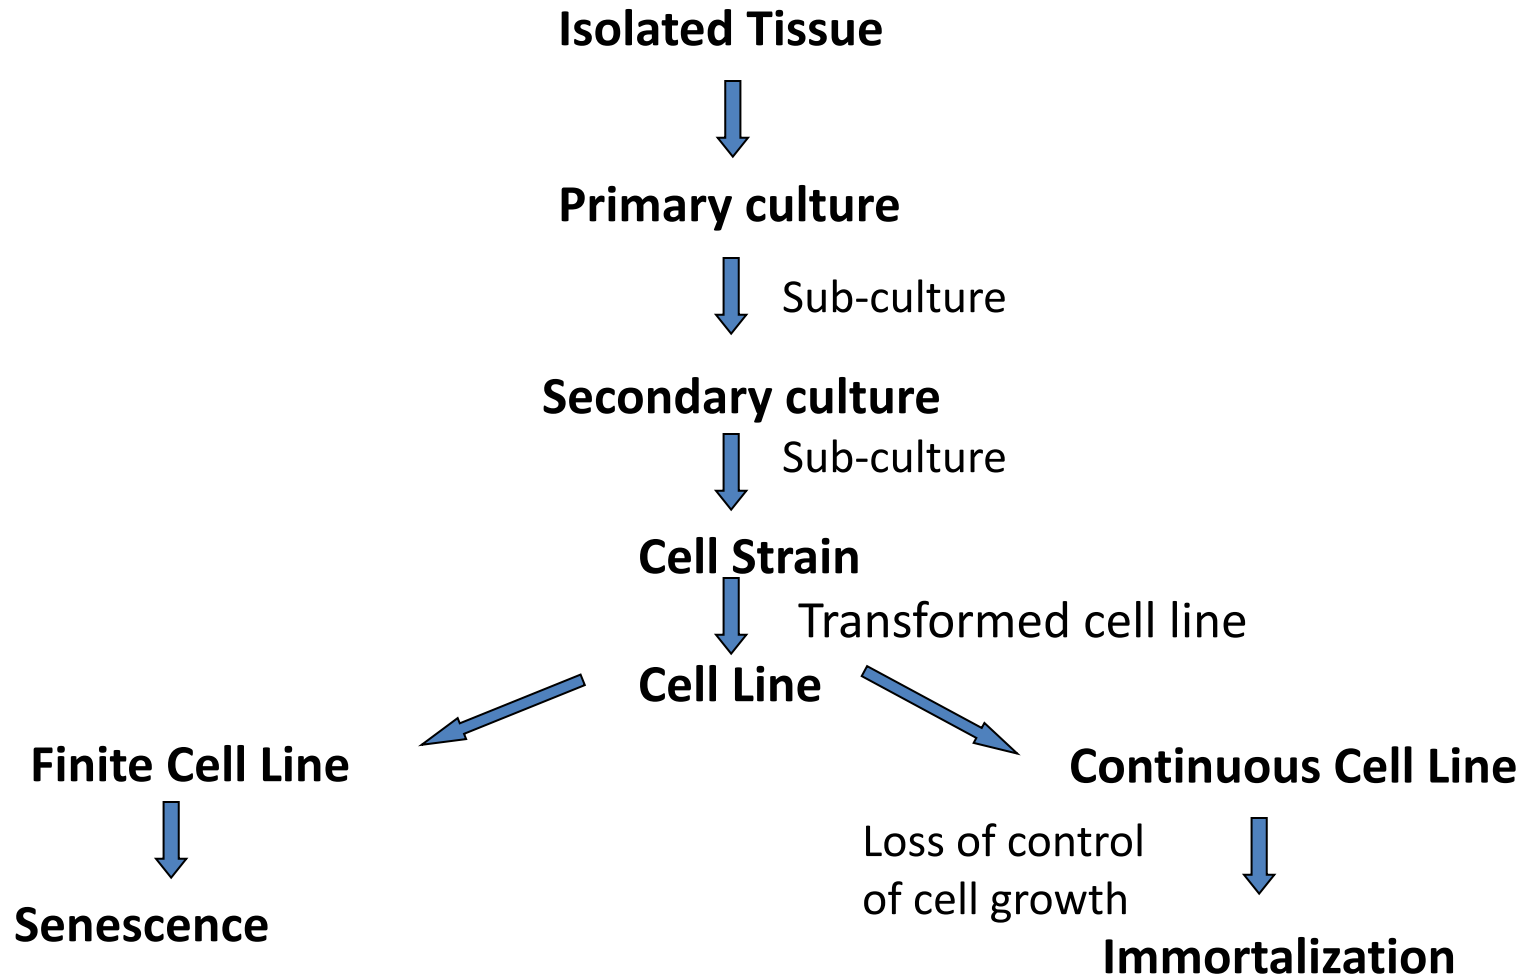 Isolated Tissue
Primary culture
Sub-culture
Secondary culture
Sub-culture
Cell Strain
Transformed cell line
Cell Line
Finite Cell Line
Continuous Cell Line
Loss of control
of cell growth
Senescence
Immortalization